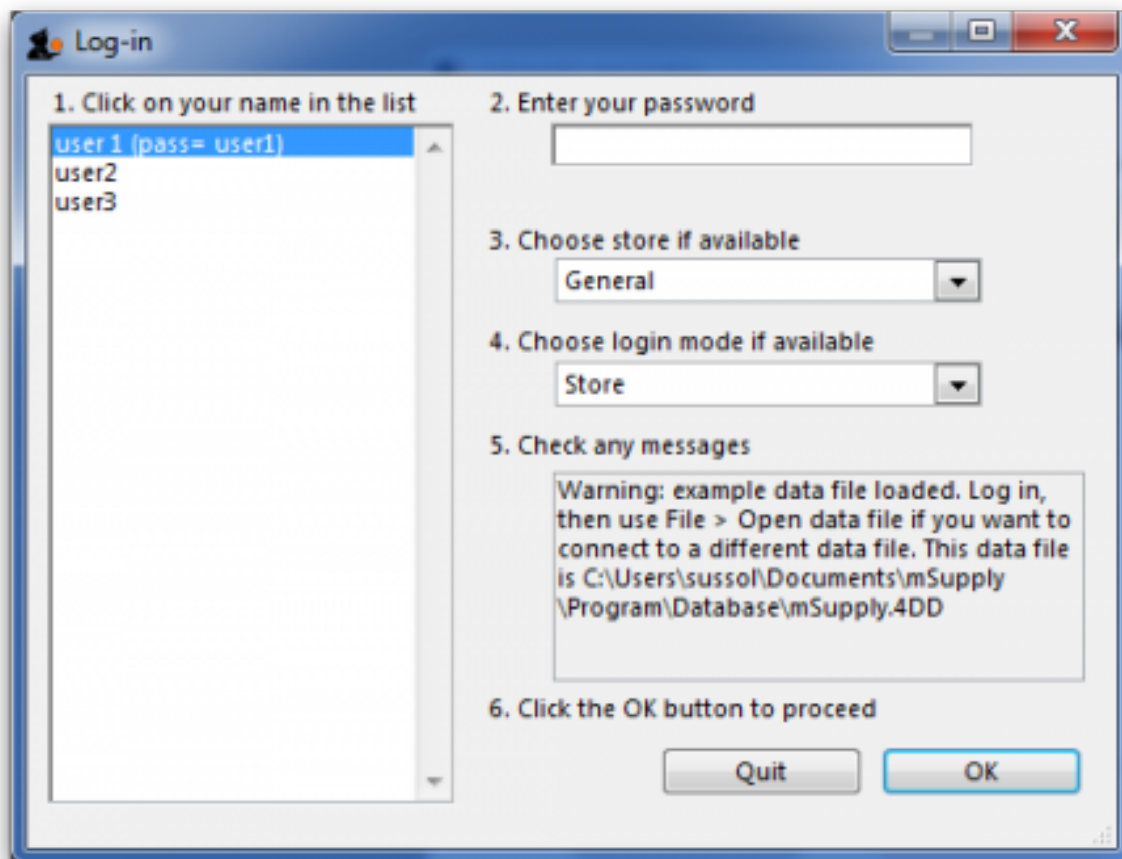 Log-in
1. Click on your name in the list
user 1 (pass= user1)
user2
user3
2. Enter your password
3. Choose store if available
General
4. Choose login mode if available
Store
5. Check any messages
Warning: example data file loaded. Log in,
then use File > Open data file if you want to
connect to a different data file. This data file
is C:\Users\sussol\Documents\mSupply
\Program\Database\mSupply.4DD
6. Click the OK button to proceed
Quit
OK